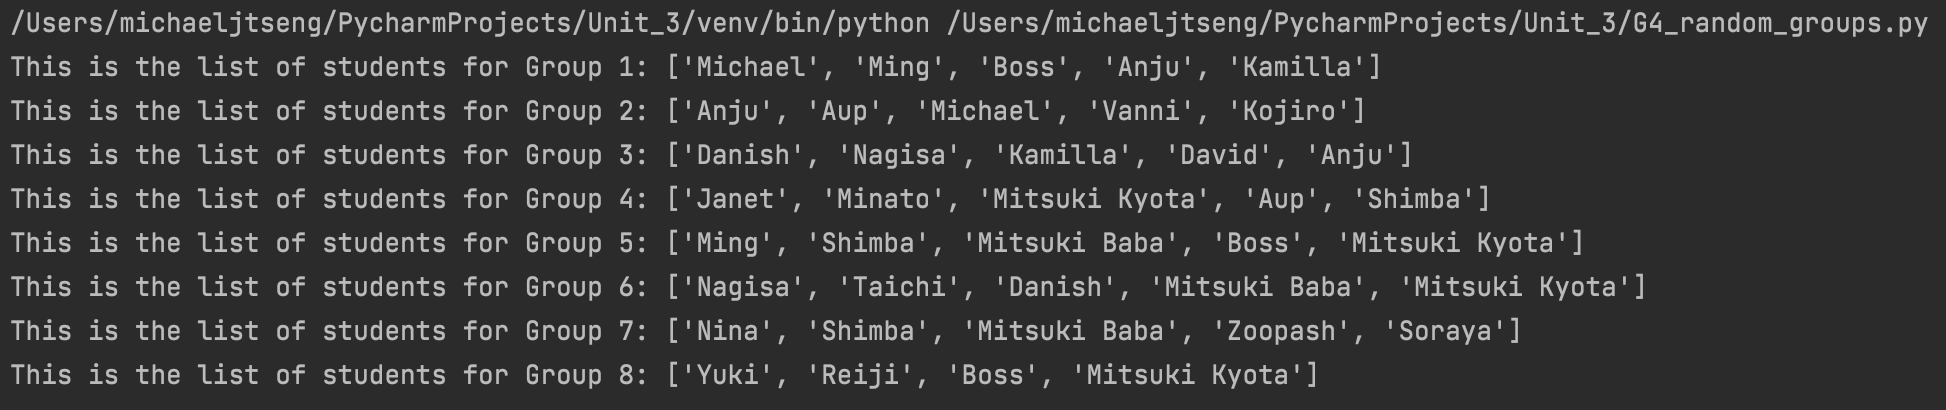 /Users/michaeljtseng/PycharmProjects/Unit_3/venv/bin/python /Users/michaeljtseng/PycharmProjects/Unit_3/G4_random_groups.py
This is the list of students for Group 1: ['Michael', 'Ming', 'Boss', 'Anju', 'Kamilla']
This is the list of students for Group 2: ['Anju', 'Aup', 'Michael', 'Vanni', 'Kojiro']
This is the list of students for Group 3: ['Danish', 'Nagisa', 'Kamilla', 'David', 'Anju']
This is the list of students for Group 4: ['Janet', 'Minato', 'Mitsuki Kyota', 'Aup', 'Shimba']
This is the list of students for Group 5: ['Ming', 'Shimba', 'Mitsuki Baba', 'Boss', 'Mitsuki Kyota']
This is the list of students for Group 6: ['Nagisa', 'Taichi', 'Danish', 'Mitsuki Baba', 'Mitsuki Kyota']
This is the list of students for Group 7: ['Nina', 'Shimba', 'Mitsuki Baba', 'Zoopash', 'Soraya']
This is the list of students for Group 8: ['Yuki', 'Reiji', 'Boss', 'Mitsuki Kyota']